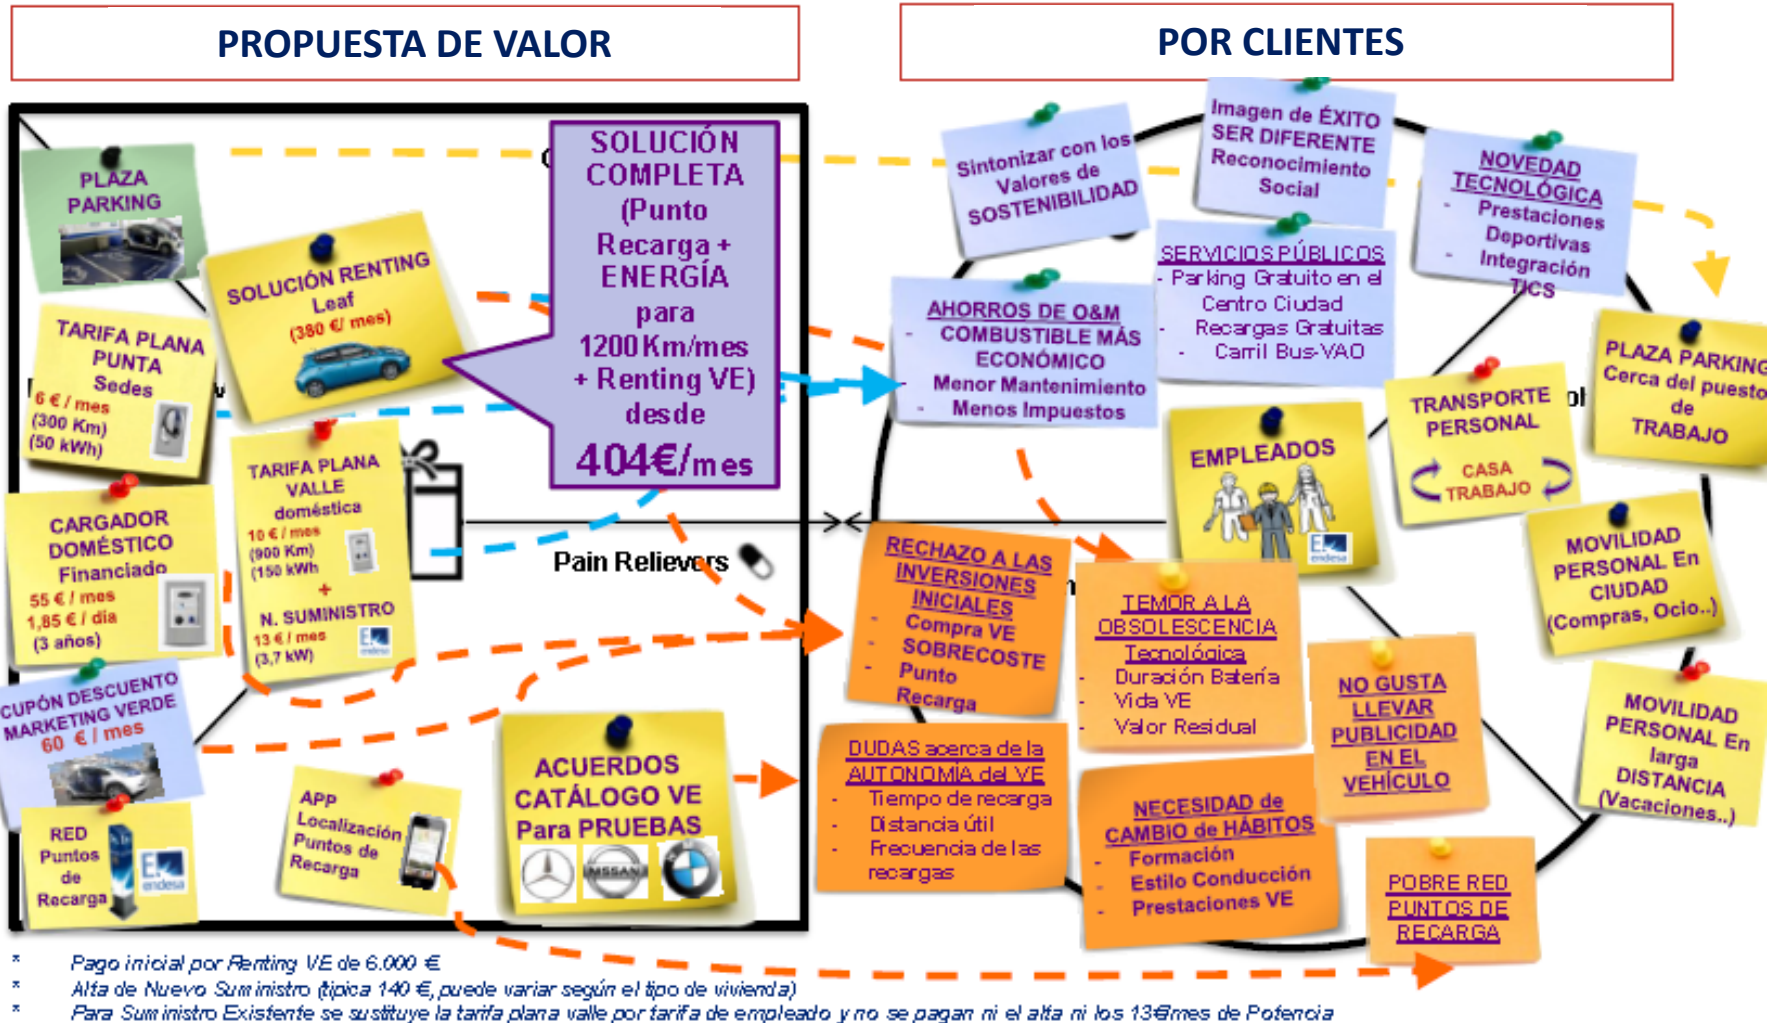 PROPUESTA DE VALOR
POR CLIENTES
PLAZA
PARKING
SOLUCIÓN RENTING
Leaf
(380 €/ mes)
TARIFA PLANA
PUNTA
Sedes
6 € / mes
(300 Km)
(50 kWh)
TARIFA PLANA
VALLE
doméstica
10 € / mes
(900 Km)
(150 kWh
+
N. SUMINISTRO
13 € / mes
(3,7 kW)
endesa
CARGADOR
DOMÉSTICO
Financiado
55 € / mes
1,85 € / día
(3 años)
CUPÓN DESCUENTO
MARKETING VERDE
60 € / mes
RED
Puntos
de
Recarga
endesa
APP
Localización
Puntos de
Recarga
ACUERDOS
CATÁLOGO VE
Para PRUEBAS
NISSAN
SOLUCIÓN
COMPLETA
(Punto
Recarga +
ENERGÍA
para
1200 Km/mes
+ Renting VE)
desde
404€/mes
Pain Relievers
Sintonizar con los
Valores de
SOSTENIBILIDAD
Imagen de ÉXITO
SER DIFERENTE
Reconocimiento
Social
NOVEDAD
TECNOLÓGICA
- Prestaciones
Deportivas
- Integración
TICS
SERVICIOS PÚBLICOS
- Parking Gratuito en el
Centro Ciudad
- Recargas Gratuitas
- Carril Bus-VAO
AHORROS DE O&M
- COMBUSTIBLE MÁS
ECONÓMICO
- Menor Mantenimiento
- Menos Impuestos
EMPLEADOS
endesa
TRANSPORTE
PERSONAL
CASA
TRABAJO
PLAZA PARKING
Cerca del puesto
de
TRABAJO
MOVILIDAD
PERSONAL En
CIUDAD
(Compras, Ocio..)
MOVILIDAD
PERSONAL En
larga
DISTANCIA
(Vacaciones..)
RECHAZO A LAS
INVERSIONES
INICIALES
- Compra VE
- SOBRECOSTE
- Punto
Recarga
TEMOR A LA
OBSOLESCENCIA
Tecnológica
- Duración Batería
- Vida VE
- Valor Residual
NO GUSTA
LLEVAR
PUBLICIDAD
EN EL
VEHÍCULO
DUDAS acerca de la
AUTONOMÍA del VE
- Tiempo de recarga
- Distancia útil
- Frecuencia de las
recargas
NECESIDAD de
CAMBIO de HÁBITOS
- Formación
- Estilo Conducción
- Prestaciones VE
POBRE RED
PUNTOS DE
RECARGA
* Pago inicial por Renting VE de 6.000 €
* Alta de Nuevo Suministro (típica 140 €, puede variar según el tipo de vivienda)
* Para Suministro Existente se sustituye la tarifa plana valle por tarifa de empleado y no se pagan ni el alta ni los 13€/mes de Potencia